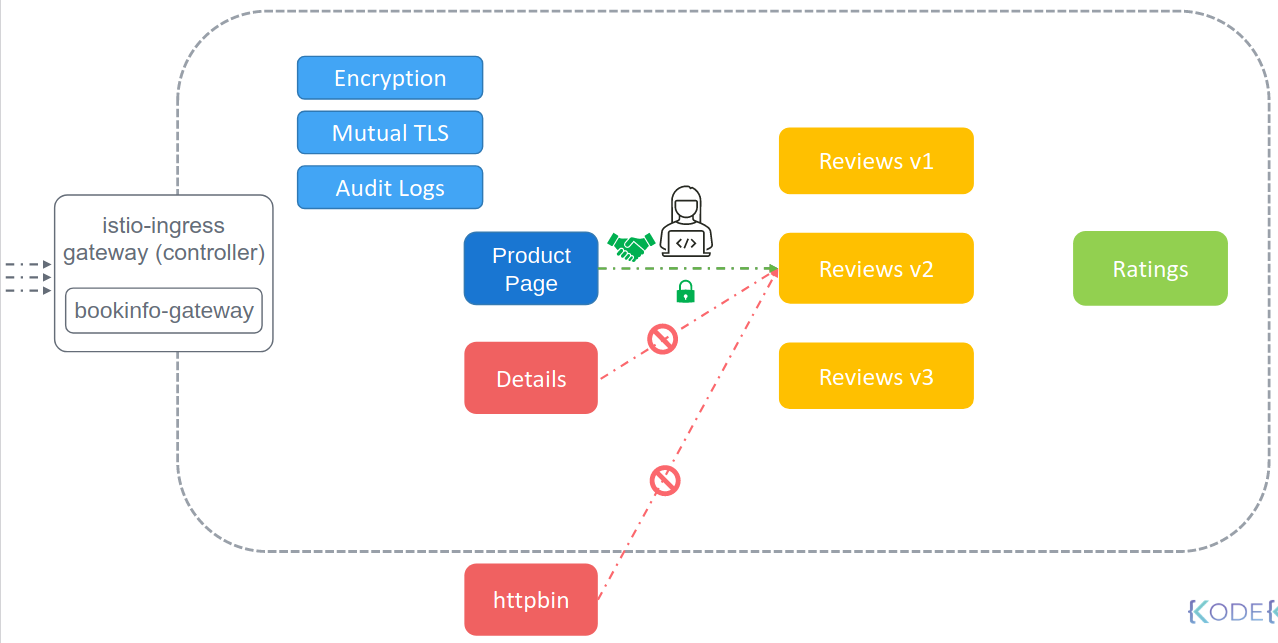 Encryption
Mutual TLS
Audit Logs
istio-ingress
gateway (controller)
bookinfo-gateway
Product
Page
Details
httpbin
</>
Reviews v1
Reviews v2
Reviews v3
Ratings
{KODE{